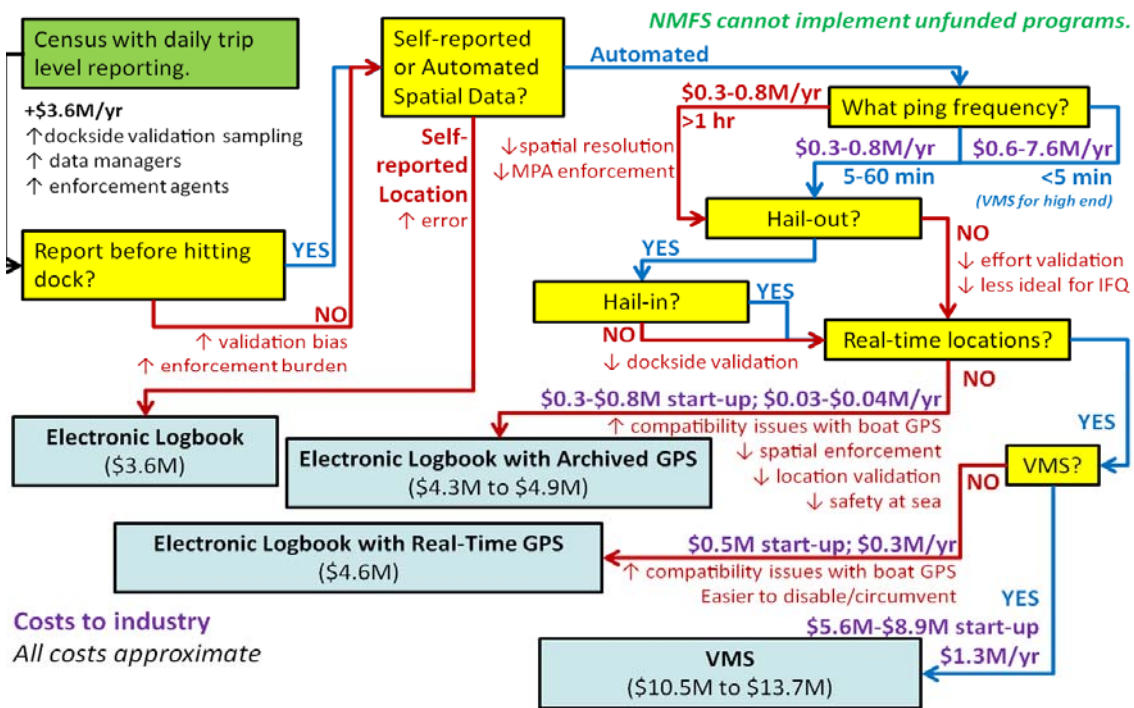 NMFS cannot implement unfunded programs.
Census with daily trip
level reporting.
+$3.6M/yr
↑dockside validation sampling
↑ data managers
↑ enforcement agents
Report before hitting
dock?
YES
NO
↑ validation bias
↑ enforcement burden
Self-reported
or Automated
Spatial Data?
Automated
Self-
reported
Location
↑ error
What ping frequency?
$0.3-0.8M/yr
>1 hr
↓spatial resolution
↓MPA enforcement
$0.3-0.8M/yr
5-60 min
$0.6-7.6M/yr
<5 min
(VMS for high end)
Hail-out?
YES
NO
↓ effort validation
↓ less ideal for IFQ
Hail-in?
YES
NO
↓ dockside validation
Real-time locations?
NO
YES
$0.3-$0.8M start-up; $0.03-$0.04M/yr
↑ compatibility issues with boat GPS
↓ spatial enforcement
↓ location validation
↓ safety at sea
Electronic Logbook
($3.6M)
Electronic Logbook with Archived GPS
($4.3M to $4.9M)
VMS?
NO
$0.5M start-up; $0.3M/yr
↑ compatibility issues with boat GPS
Easier to disable/circumvent
Electronic Logbook with Real-Time GPS
($4.6M)
YES
$5.6M-$8.9M start-up
$1.3M/yr
VMS
($10.5M to $13.7M)
Costs to industry
All costs approximate